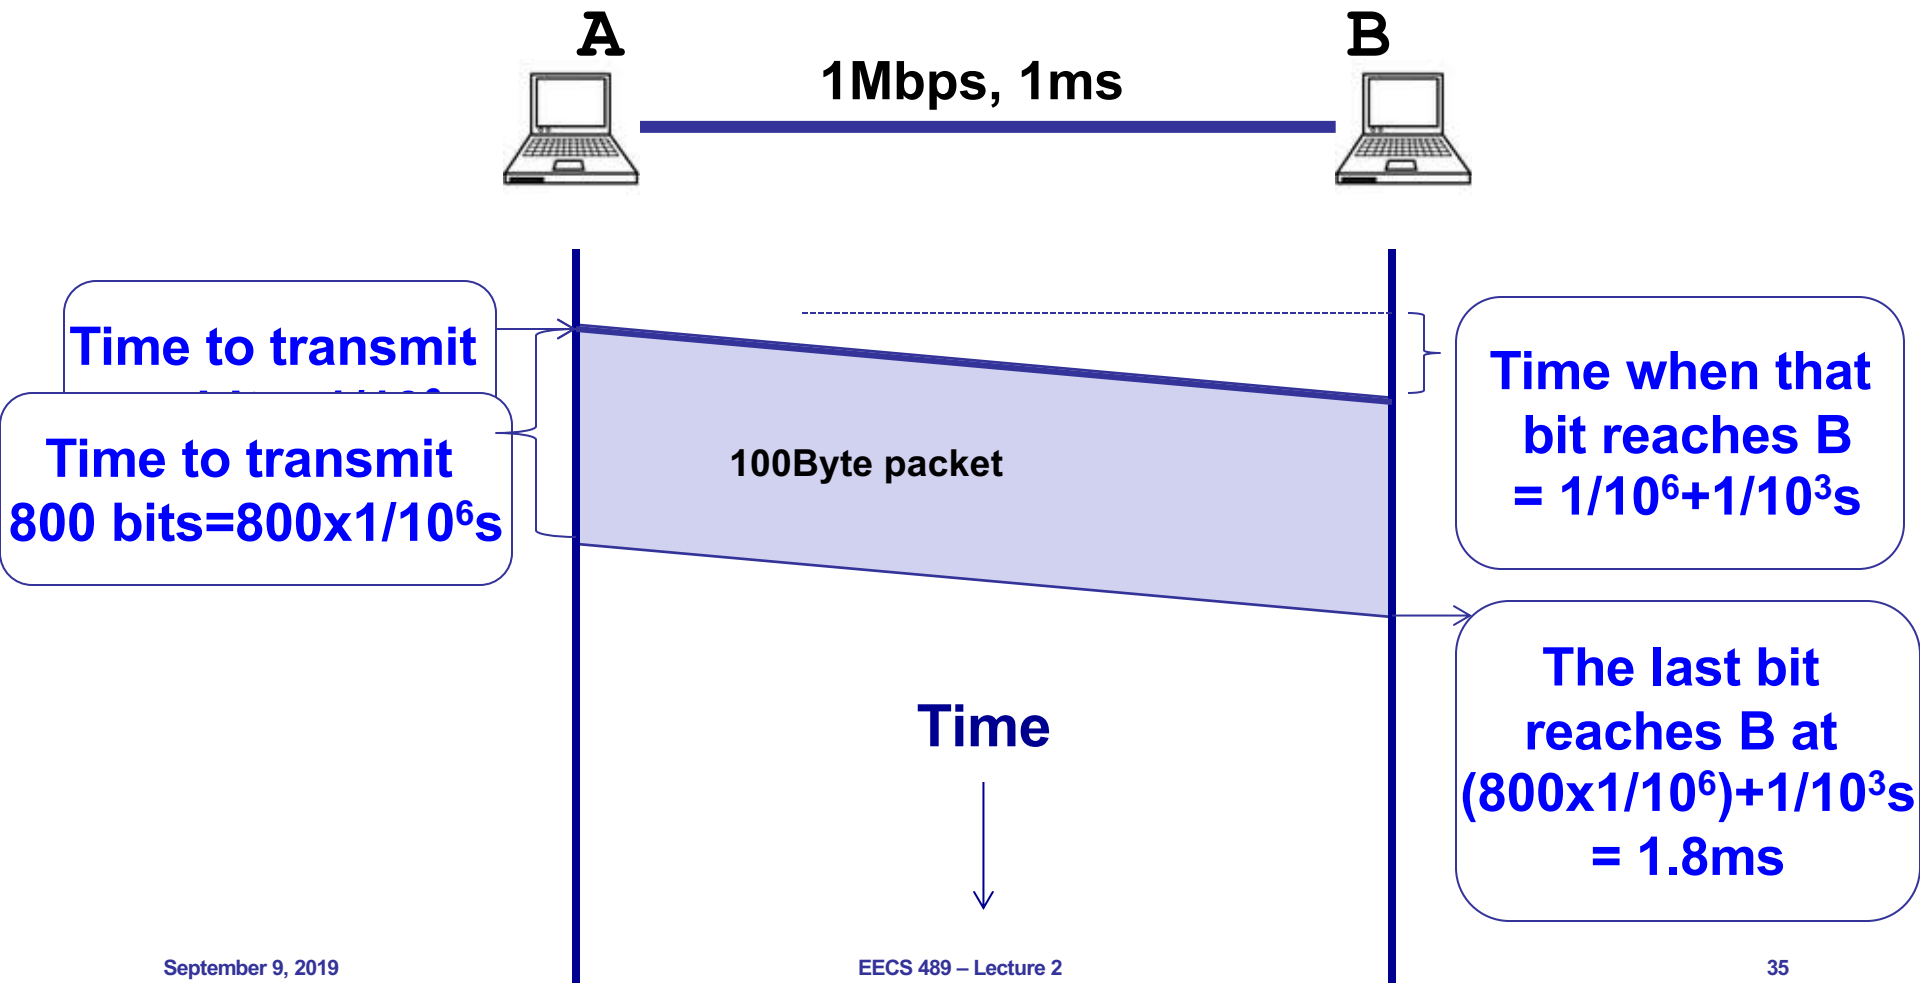 A
B
1Mbps, 1ms
Time to transmit
Time to transmit
800 bits=800x1/10⁶s
100Byte packet
Time when that
bit reaches B
= 1/10⁶+1/10³s
The last bit
reaches B at
(800x1/10⁶)+1/10³s
= 1.8ms
Time
September 9, 2019
EECS 489 – Lecture 2
35